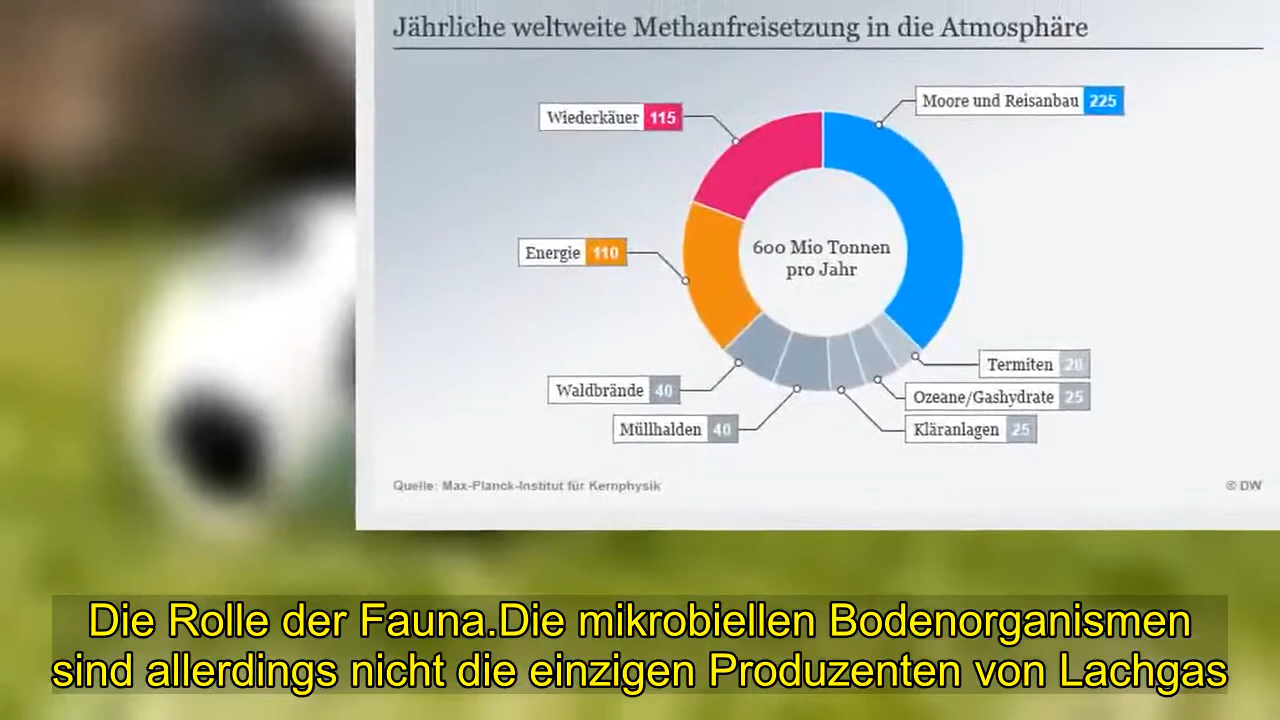 Jährliche weltweite Methanfreisetzung in die Atmosphäre
Wiederkäuer 115
Moore und Reisanbau 225
Energie 110
600 Mio Tonnen
pro Jahr
Waldbrände 40
Müllhalden 40
Termiten 20
Ozeane/Gashydrate 25
Kläranlagen 25
Quelle: Max-Planck-Institut für Kernphysik
© DW
Die Rolle der Fauna.Die mikrobiellen Bodenorganismen
sind allerdings nicht die einzigen Produzenten von Lachgas